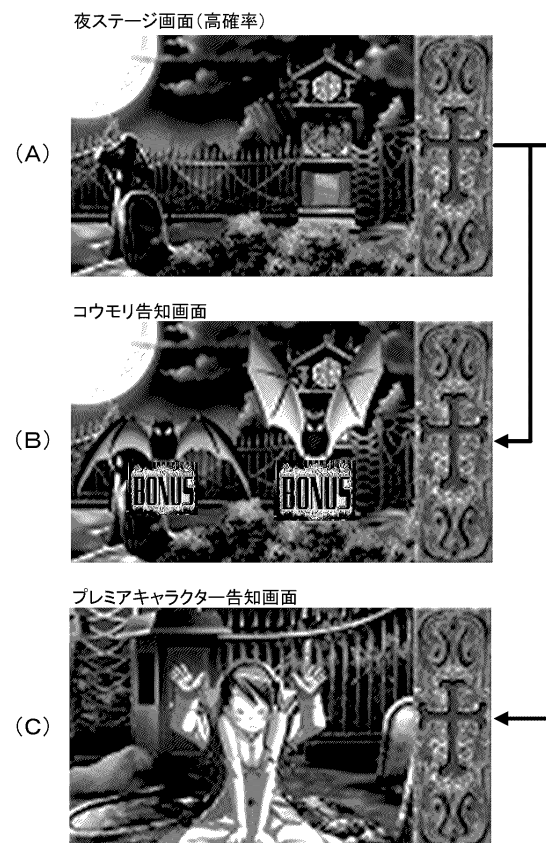 夜ステージ画面(高確率)
(A)
コウモリ告知画面
(B)
BONUS
BONUS
プレミアキャラクター告知画面
(C)